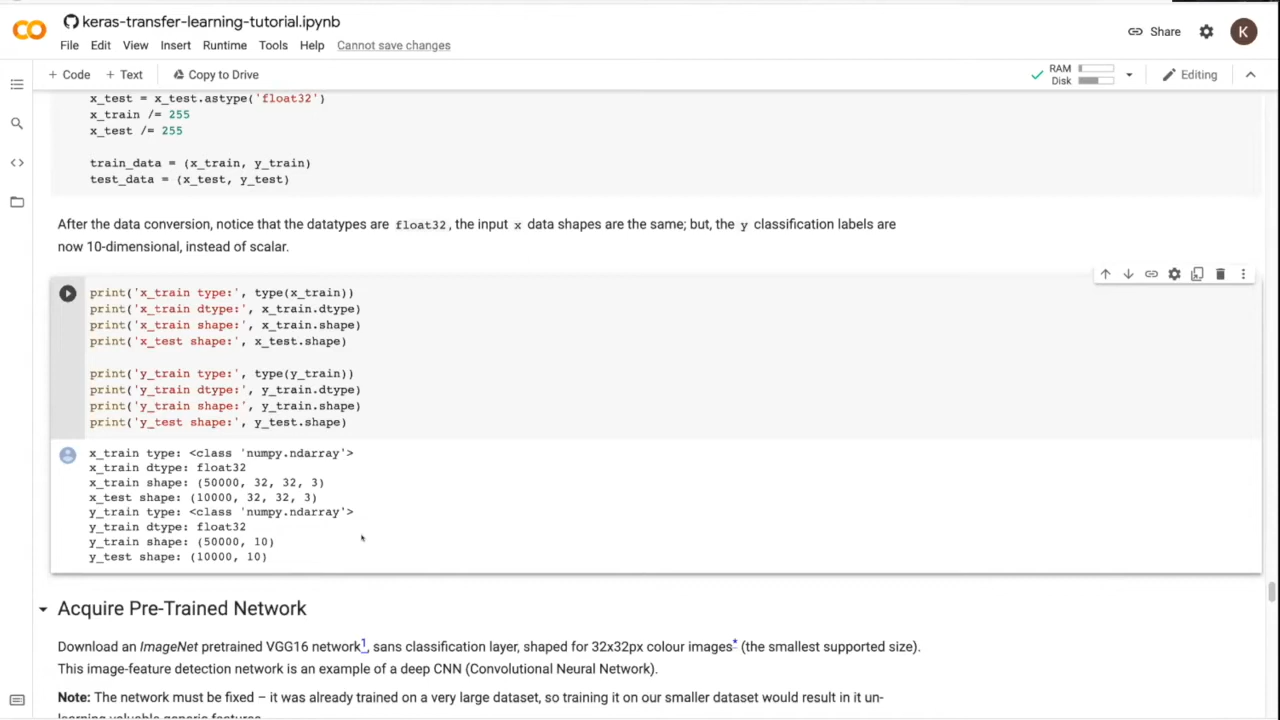 keras-transfer-learning-tutorial.ipynb
Share
K
File Edit View Insert Runtime Tools Help Cannot save changes
+ Code + Text Copy to Drive
RAM
Disk
Editing
x_test = x_test.astype('float32')
x_train /= 255
x_test /= 255
train_data = (x_train, y_train)
test_data = (x_test, y_test)
After the data conversion, notice that the datatypes are float32, the input x data shapes are the same; but, the y classification labels are
now 10-dimensional, instead of scalar.
print('x_train type:', type(x_train))
print('x_train dtype:', x_train.dtype)
print('x_train shape:', x_train.shape)
print('x_test shape:', x_test.shape)
print('y_train type:', type(y_train))
print('y_train dtype:', y_train.dtype)
print('y_train shape:', y_train.shape)
print('y_test shape:', y_test.shape)
x_train type: <class 'numpy.ndarray'>
x_train dtype: float32
x_train shape: (50000, 32, 32, 3)
x_test shape: (10000, 32, 32, 3)
y_train type: <class 'numpy.ndarray'>
y_train dtype: float32
y_train shape: (50000, 10)
y_test shape: (10000, 10)
Acquire Pre-Trained Network
Download an ImageNet pretrained VGG16 network1, sans classification layer, shaped for 32x32px colour images* (the smallest supported size).
This image-feature detection network is an example of a deep CNN (Convolutional Neural Network).
Note: The network must be fixed – it was already trained on a very large dataset, so training it on our smaller dataset would result in it un-
learning valuable generic features.